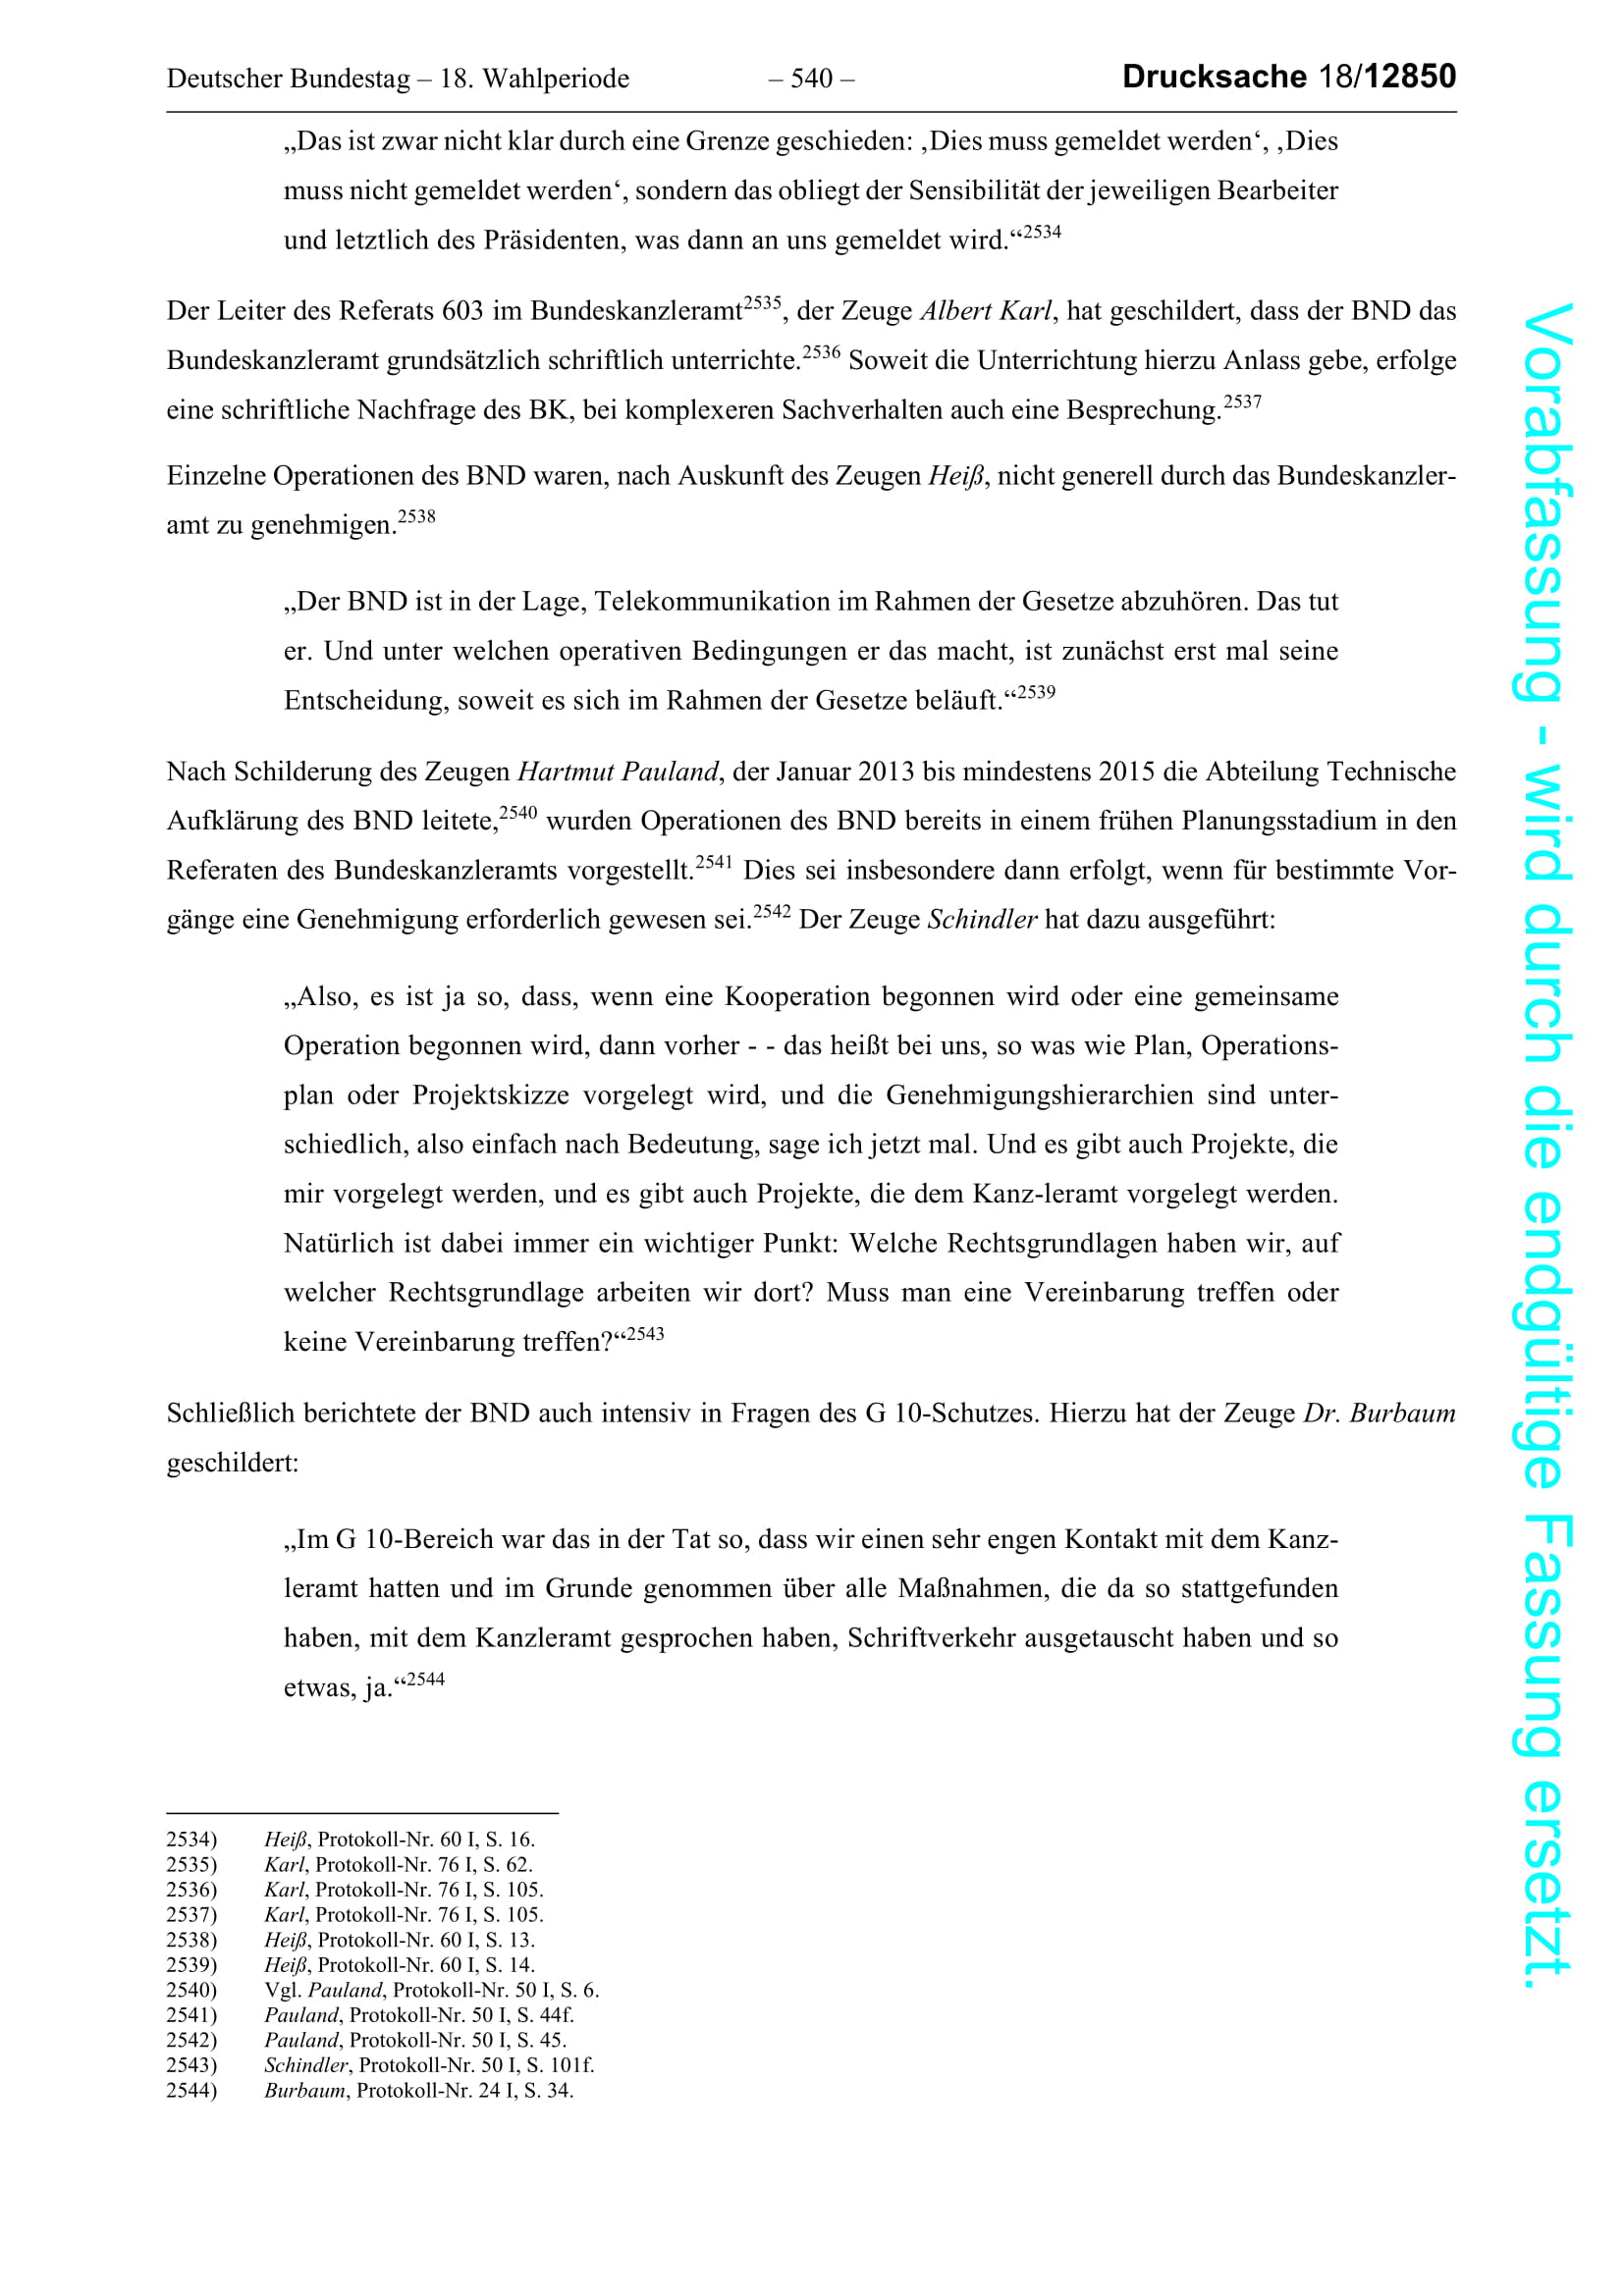 Deutscher Bundestag – 18. Wahlperiode – 540 – Drucksache 18/12850
„Das ist zwar nicht klar durch eine Grenze geschieden: ‚Dies muss gemeldet werden‘, ‚Dies
muss nicht gemeldet werden‘, sondern das obliegt der Sensibilität der jeweiligen Bearbeiter
und letztlich des Präsidenten, was dann an uns gemeldet wird.“2534
Der Leiter des Referats 603 im Bundeskanzleramt2535, der Zeuge Albert Karl, hat geschildert, dass der BND das
Bundeskanzleramt grundsätzlich schriftlich unterrichte.2536 Soweit die Unterrichtung hierzu Anlass gebe, erfolge
eine schriftliche Nachfrage des BK, bei komplexeren Sachverhalten auch eine Besprechung.2537
Einzelne Operationen des BND waren, nach Auskunft des Zeugen Heiß, nicht generell durch das Bundeskanzler-
amt zu genehmigen.2538
„Der BND ist in der Lage, Telekommunikation im Rahmen der Gesetze abzuhören. Das tut
er. Und unter welchen operativen Bedingungen er das macht, ist zunächst erst mal seine
Entscheidung, soweit es sich im Rahmen der Gesetze beläuft.“2539
Nach Schilderung des Zeugen Hartmut Pauland, der Januar 2013 bis mindestens 2015 die Abteilung Technische
Aufklärung des BND leitete,2540 wurden Operationen des BND bereits in einem frühen Planungsstadium in den
Referaten des Bundeskanzleramts vorgestellt.2541 Dies sei insbesondere dann erfolgt, wenn für bestimmte Vor-
gänge eine Genehmigung erforderlich gewesen sei.2542 Der Zeuge Schindler hat dazu ausgeführt:
„Also, es ist ja so, dass, wenn eine Kooperation begonnen wird oder eine gemeinsame
Operation begonnen wird, dann vorher - - das heißt bei uns, so was wie Plan, Operations-
plan oder Projektskizze vorgelegt wird, und die Genehmigungshierarchien sind unter-
schiedlich, also einfach nach Bedeutung, sage ich jetzt mal. Und es gibt auch Projekte, die
mir vorgelegt werden, und es gibt auch Projekte, die dem Kanz-leramt vorgelegt werden.
Natürlich ist dabei immer ein wichtiger Punkt: Welche Rechtsgrundlagen haben wir, auf
welcher Rechtsgrundlage arbeiten wir dort? Muss man eine Vereinbarung treffen oder
keine Vereinbarung treffen?“2543
Schließlich berichtete der BND auch intensiv in Fragen des G 10-Schutzes. Hierzu hat der Zeuge Dr. Burbaum
geschildert:
„Im G 10-Bereich war das in der Tat so, dass wir einen sehr engen Kontakt mit dem Kanz-
leramt hatten und im Grunde genommen über alle Maßnahmen, die da so stattgefunden
haben, mit dem Kanzleramt gesprochen haben, Schriftverkehr ausgetauscht haben und so
etwas, ja.“2544
2534) Heiß, Protokoll-Nr. 60 I, S. 16.
2535) Karl, Protokoll-Nr. 76 I, S. 62.
2536) Karl, Protokoll-Nr. 76 I, S. 105.
2537) Karl, Protokoll-Nr. 76 I, S. 105.
2538) Heiß, Protokoll-Nr. 60 I, S. 13.
2539) Heiß, Protokoll-Nr. 60 I, S. 14.
2540) Vgl. Pauland, Protokoll-Nr. 50 I, S. 6.
2541) Pauland, Protokoll-Nr. 50 I, S. 44f.
2542) Pauland, Protokoll-Nr. 50 I, S. 45.
2543) Schindler, Protokoll-Nr. 50 I, S. 101f.
2544) Burbaum, Protokoll-Nr. 24 I, S. 34.
Vorabfassung - wird durch die endgültige Fassung ersetzt.